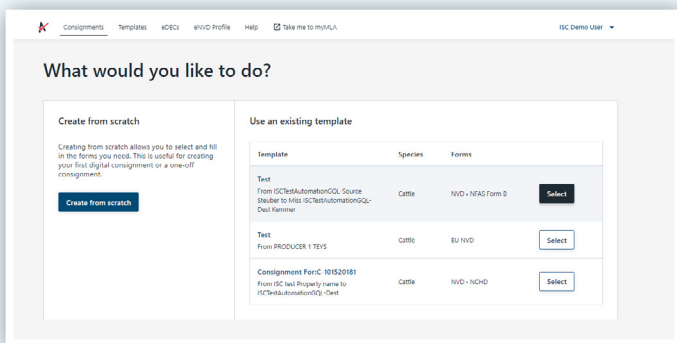 Consignments Templates eDECs eNVD Profile Help Take me to myMLA ISC Demo User
What would you like to do?
Create from scratch
Creating from scratch allows you to select and fill
in the forms you need. This is useful for creating
your first digital consignment or a one-off
consignment.
Create from scratch
Use an existing template
Template Species Forms
Test
From ISCTestAutomationGQL-Source
Steuber to Miss ISCTestAutomationGQL-
Dest Kemmer
Cattle NVD • NFAS Form B Select
Test
From PRODUCER 1 TEYS
Cattle EU NVD Select
Consignment For:C-101520181
From ISC test Property name to
ISCTestAutomationGQL-Dest
Cattle NVD • NCHD Select